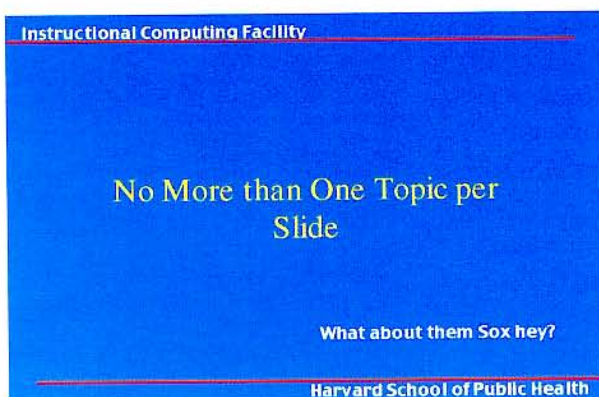 Instructional Computing Facility
No More than One Topic per
Slide
What about them Sox hey?
Harvard School of Public Health